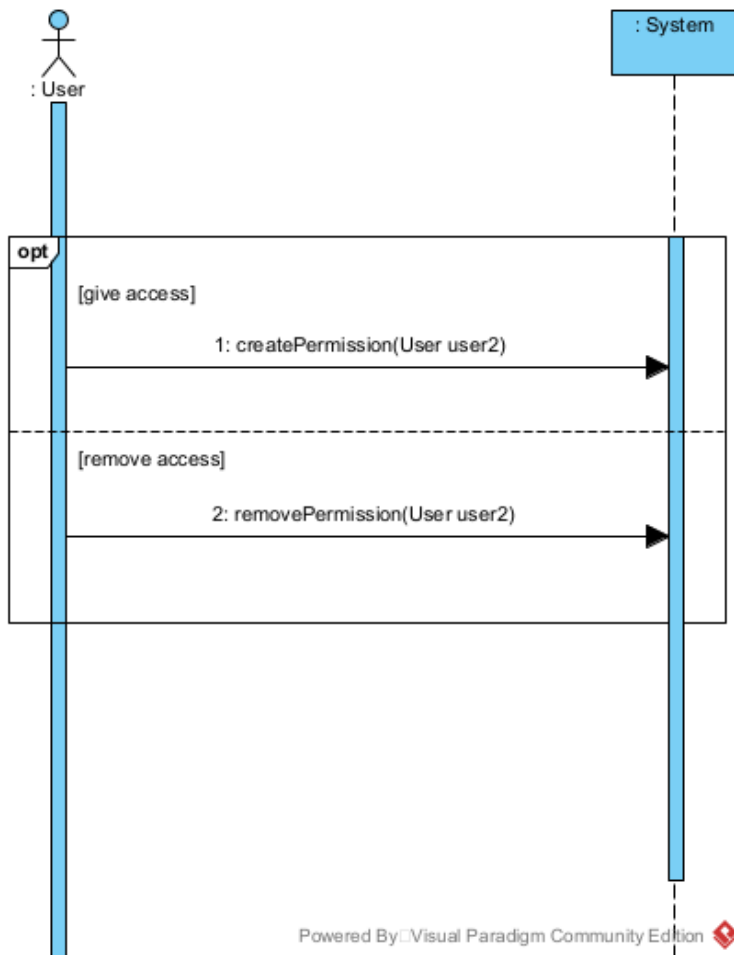 : User
: System
opt
[give access]
1: createPermission(User user2)
[remove access]
2: removePermission(User user2)
Powered By Visual Paradigm Community Edition